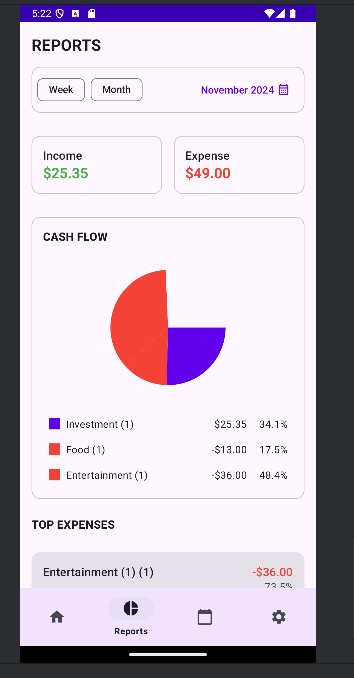 5:22
REPORTS
Week Month November 2024
Income Expense
$25.35 $49.00
CASH FLOW
Investment (1) $25.35 34.1%
Food (1) -$13.00 17.5%
Entertainment (1) -$36.00 48.4%
TOP EXPENSES
Entertainment (1) (1) -$36.00
73.5%
Reports